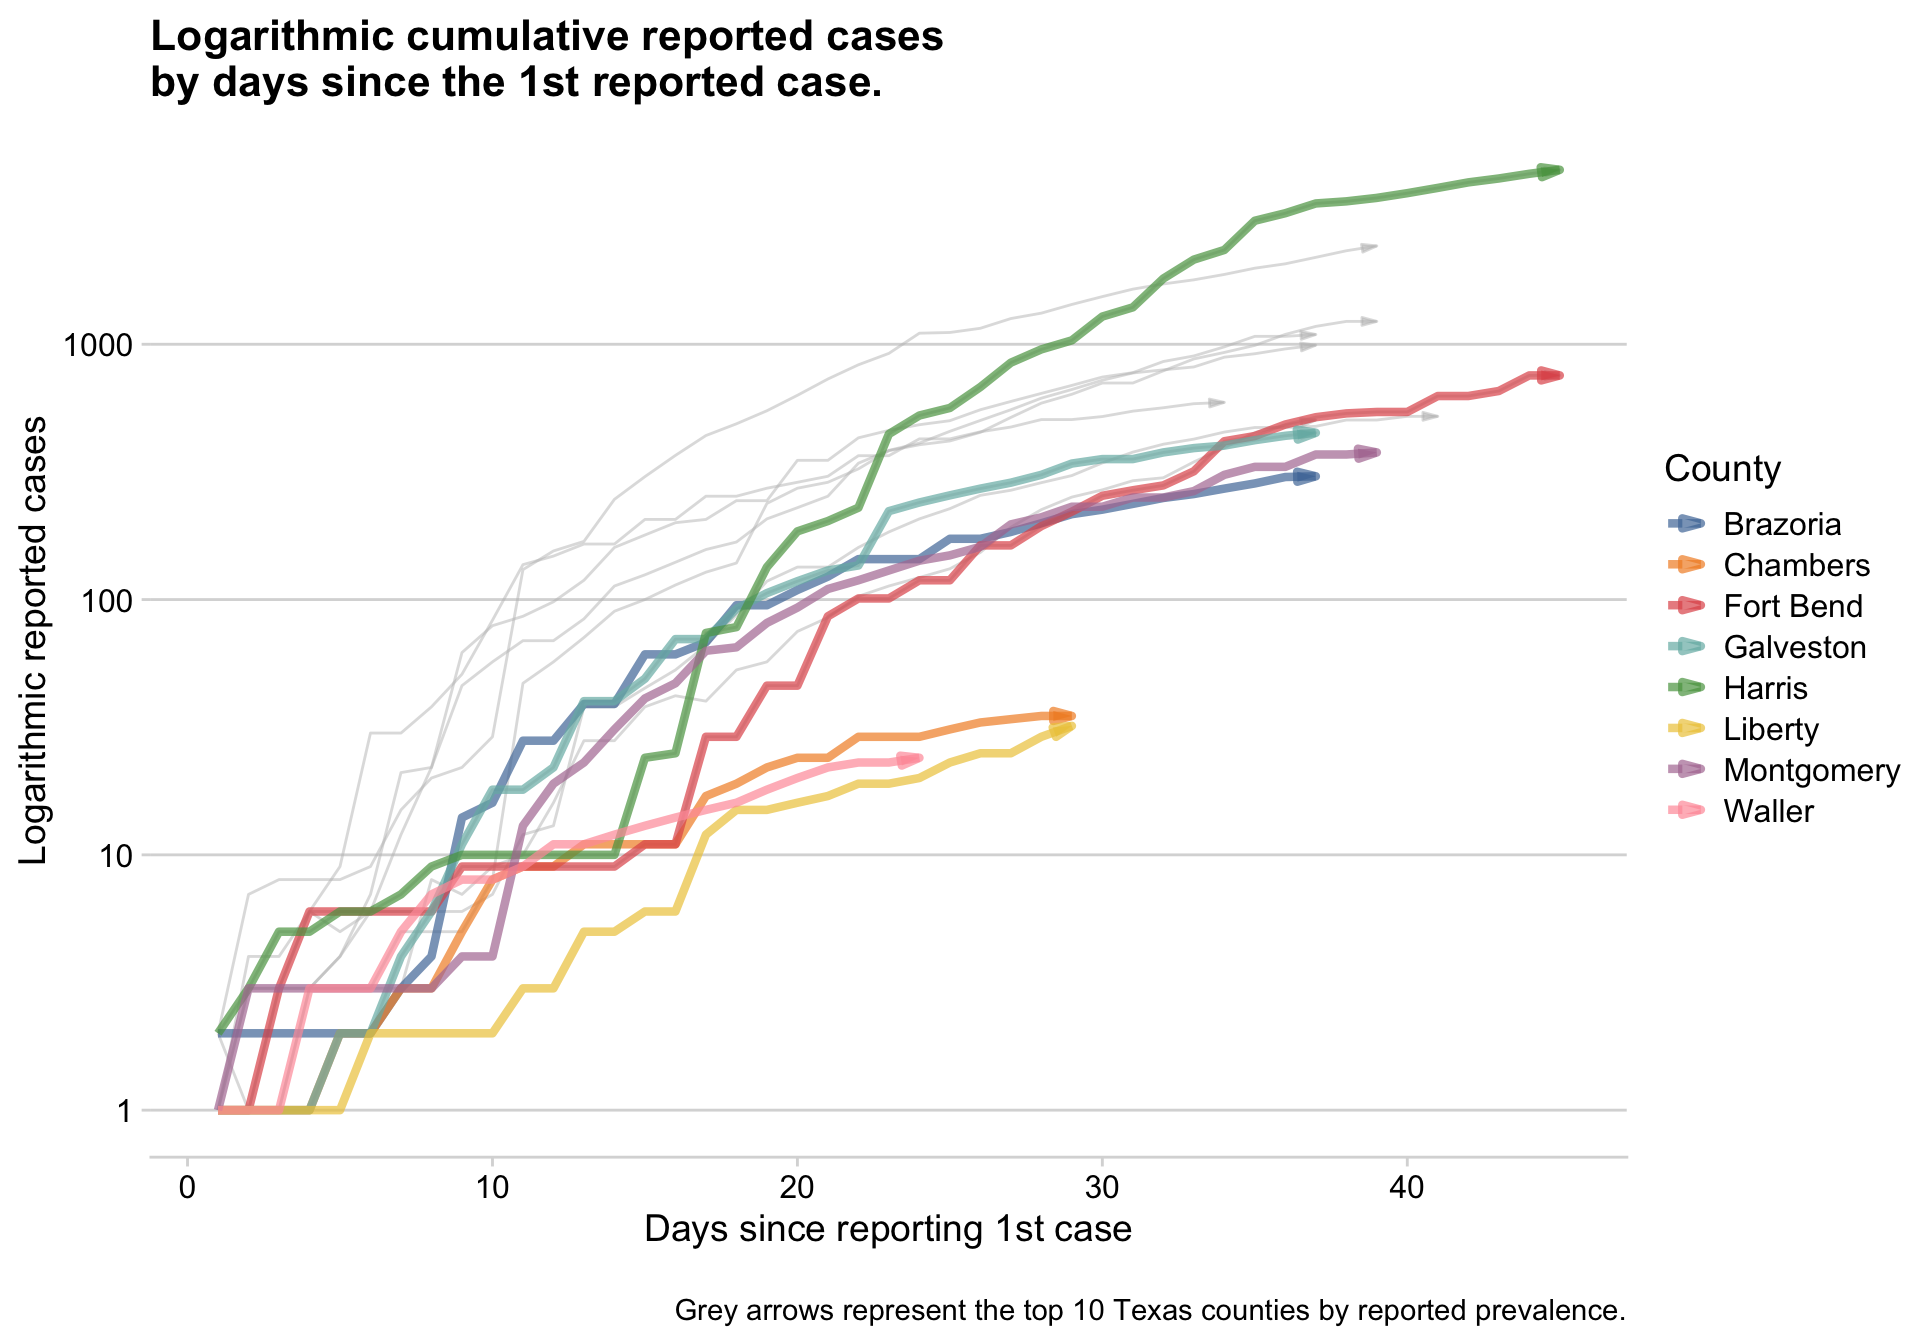 Logarithmic cumulative reported cases
by days since the 1st reported case.
Logarithmic reported cases
1000
100
10
1
0
10
20
30
40
Days since reporting 1st case
County
Brazoria
Chambers
Fort Bend
Galveston
Harris
Liberty
Montgomery
Waller
Grey arrows represent the top 10 Texas counties by reported prevalence.